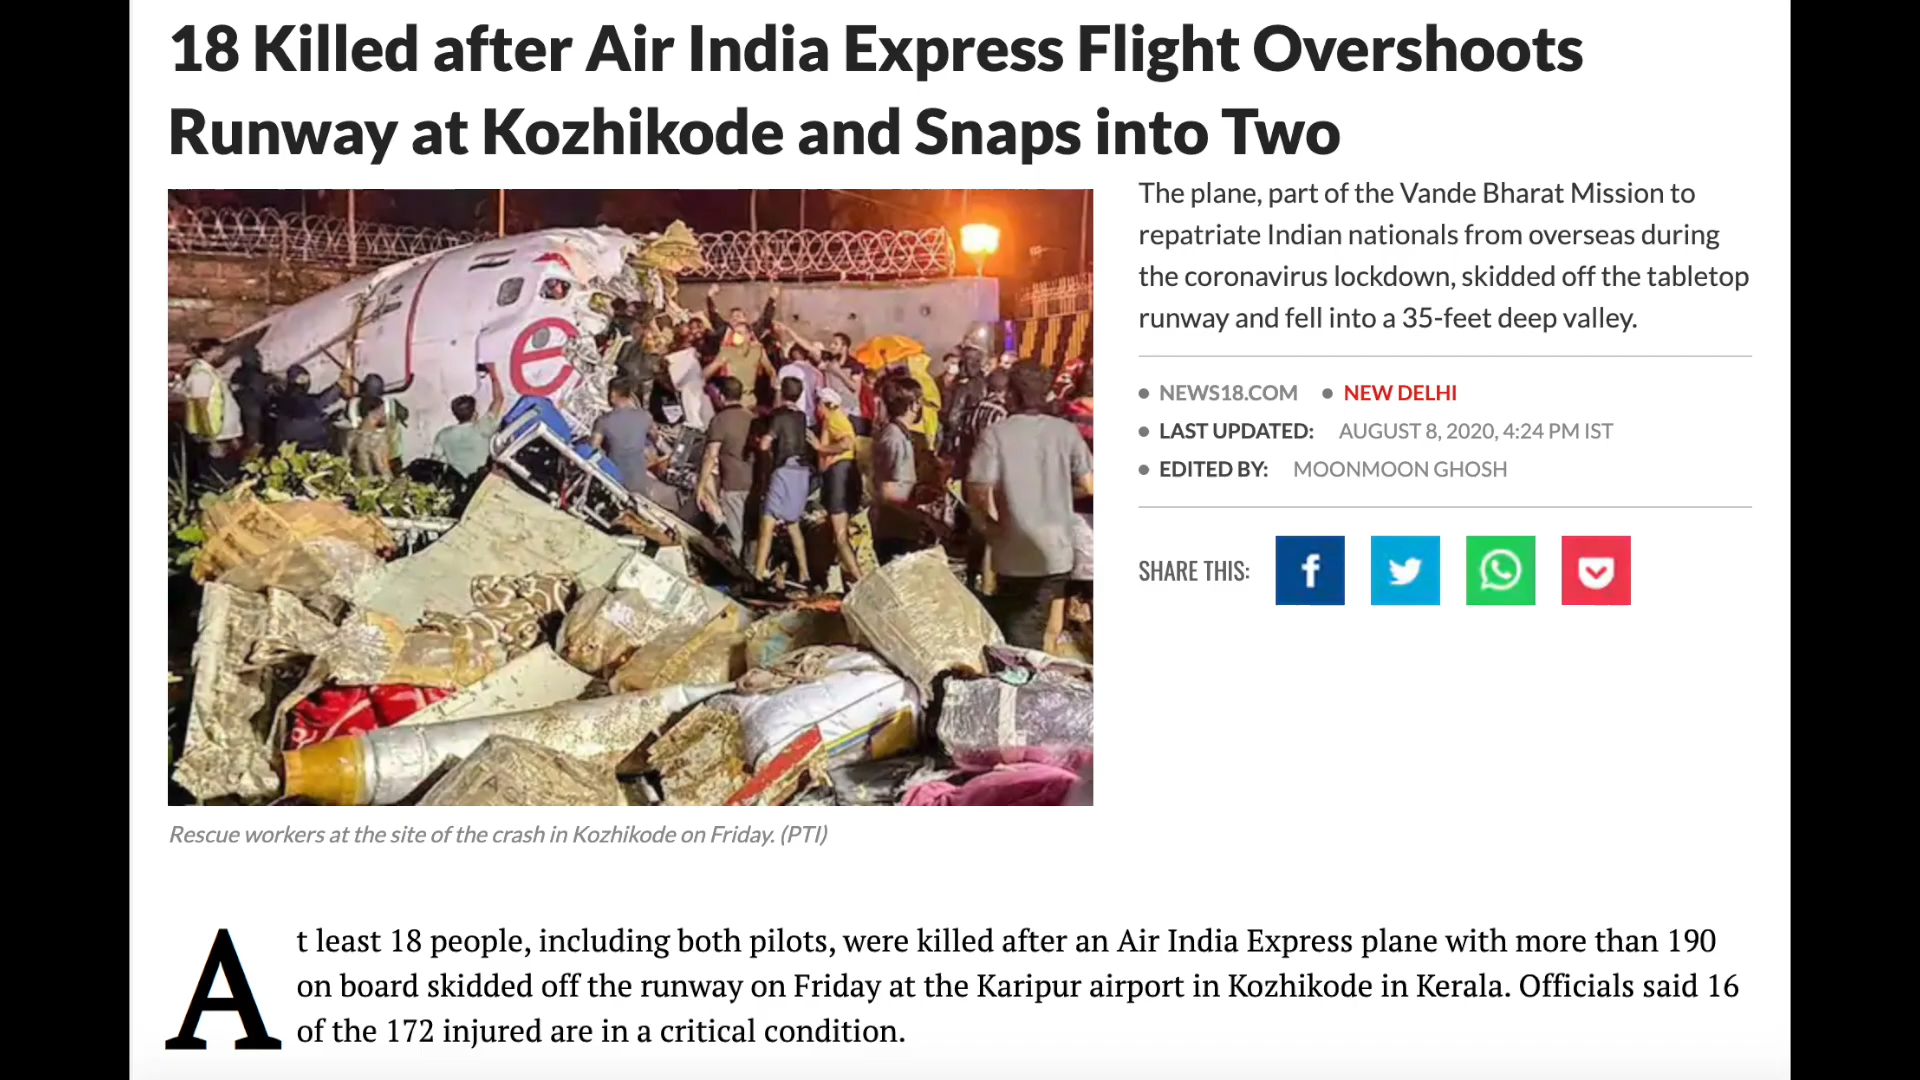 18 Killed after Air India Express Flight Overshoots
Runway at Kozhikode and Snaps into Two
The plane, part of the Vande Bharat Mission to
repatriate Indian nationals from overseas during
the coronavirus lockdown, skidded off the tabletop
runway and fell into a 35-feet deep valley.
NEWS18.COM • NEW DELHI
LAST UPDATED: AUGUST 8, 2020, 4:24 PM IST
EDITED BY: MOONMOON GHOSH
SHARE THIS:
Rescue workers at the site of the crash in Kozhikode on Friday. (PTI)
At least 18 people, including both pilots, were killed after an Air India Express plane with more than 190
on board skidded off the runway on Friday at the Karipur airport in Kozhikode in Kerala. Officials said 16
of the 172 injured are in a critical condition.